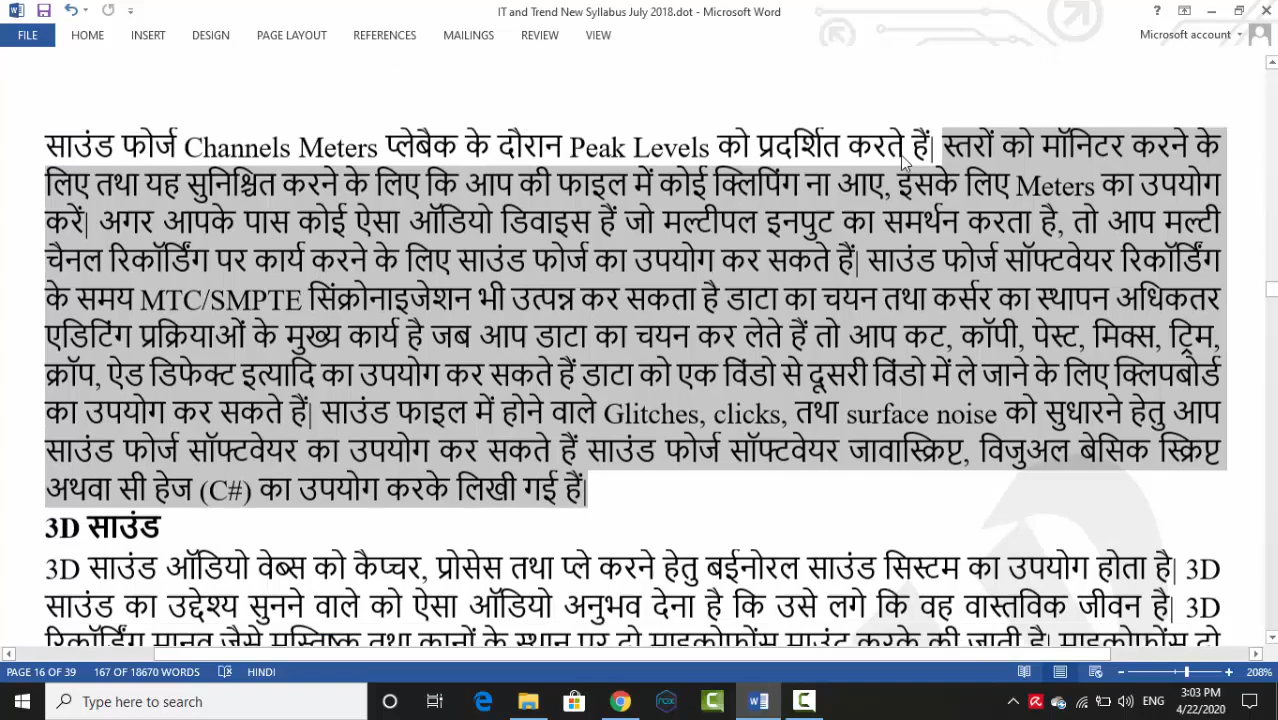 IT and Trend New Syllabus July 2018.dot - Microsoft Word
FILE HOME INSERT DESIGN PAGE LAYOUT REFERENCES MAILINGS REVIEW VIEW Microsoft account
साउंड फोर्ज Channels Meters प्लेबैक के दौरान Peak Levels को प्रदर्शित करते हैं| स्तरों को मॉनिटर करने के
लिए तथा यह सुनिश्चित करने के लिए कि आप की फाइल में कोई क्लिपिंग ना आए, इसके लिए Meters का उपयोग
करें| अगर आपके पास कोई ऐसा ऑडियो डिवाइस हैं जो मल्टीपल इनपुट का समर्थन करता है, तो आप मल्टी
चैनल रिकॉर्डिंग पर कार्य करने के लिए साउंड फोर्ज का उपयोग कर सकते हैं| साउंड फोर्ज सॉफ्टवेयर रिकॉर्डिंग
के समय MTC/SMPTE सिंक्रोनाइजेशन भी उत्पन्न कर सकता है डाटा का चयन तथा कर्सर का स्थापन अधिकतर
एडिटिंग प्रक्रियाओं के मुख्य कार्य है जब आप डाटा का चयन कर लेते हैं तो आप कट, कॉपी, पेस्ट, मिक्स, ट्रिम,
क्रॉप, ऐड डिफेक्ट इत्यादि का उपयोग कर सकते हैं डाटा को एक विंडो से दूसरी विंडो में ले जाने के लिए क्लिपबोर्ड
का उपयोग कर सकते हैं| साउंड फाइल में होने वाले Glitches, clicks, तथा surface noise को सुधारने हेतु आप
साउंड फोर्ज सॉफ्टवेयर का उपयोग कर सकते हैं साउंड फोर्ज सॉफ्टवेयर जावास्क्रिप्ट, विजुअल बेसिक स्क्रिप्ट
अथवा सी हेज (C#) का उपयोग करके लिखी गई हैं|
3D साउंड
3D साउंड ऑडियो वेब्स को कैप्चर, प्रोसेस तथा प्ले करने हेतु बईनोरल साउंड सिस्टम का उपयोग होता है| 3D
साउंड का उद्देश्य सुनने वाले को ऐसा ऑडियो अनुभव देना है कि उसे लगे कि वह वास्तविक जीवन है| 3D
रिकॉर्डिंग मानव जैसे मस्तिष्क तथा कानों के स्थान पर दो माइक्रोफोंस माउंट करके की जाती है| माइक्रोफोंस दो
PAGE 16 OF 39 167 OF 18670 WORDS HINDI 208%
Type here to search ENG 3:03 PM
4/22/2020